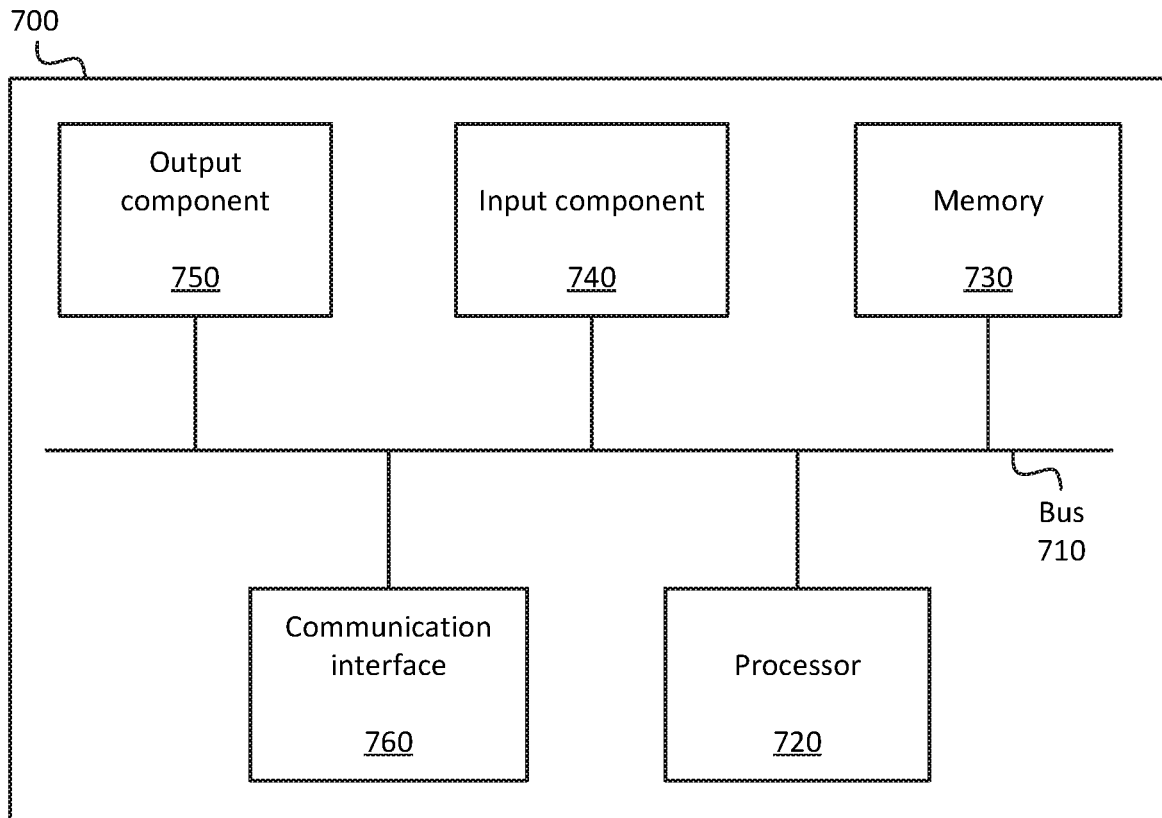 700
Output
component
750
Input component
740
Memory
730
Bus
710
Communication
interface
760
Processor
720